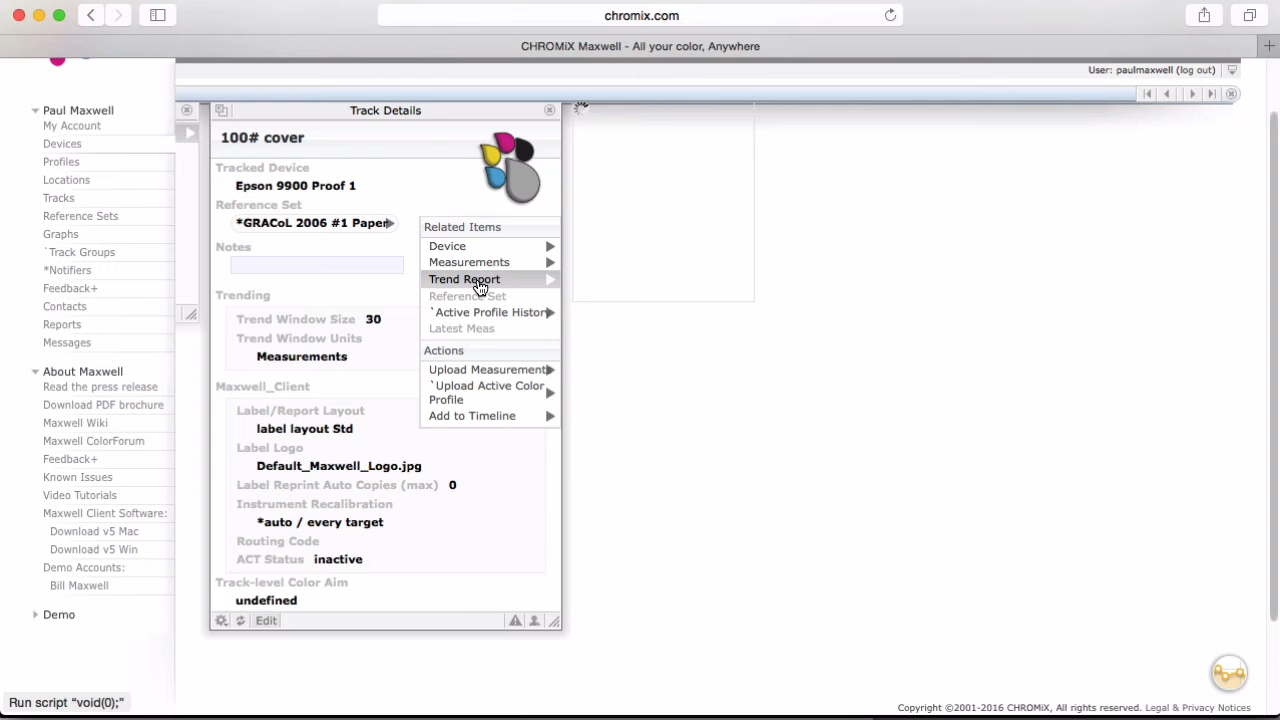 chromix.com
CHROMiX Maxwell - All your color, Anywhere
User: paulmaxwell (log out)
Paul Maxwell
My Account
Devices
Profiles
Locations
Tracks
Reference Sets
Graphs
`Track Groups
*Notifiers
Feedback+
Contacts
Reports
Messages
About Maxwell
Read the press release
Download PDF brochure
Maxwell Wiki
Maxwell ColorForum
Feedback+
Known Issues
Video Tutorials
Maxwell Client Software:
Download v5 Mac
Download v5 Win
Demo Accounts:
Bill Maxwell
Demo
Track Details
100# cover
Tracked Device
Epson 9900 Proof 1
Reference Set
*GRACoL 2006 #1 Paper
Notes
Trending
Trend Window Size 30
Trend Window Units
Measurements
Maxwell_Client
Label/Report Layout
label layout Std
Label Logo
Default_Maxwell_Logo.jpg
Label Reprint Auto Copies (max) 0
Instrument Recalibration
*auto / every target
Routing Code
ACT Status inactive
Track-level Color Aim
undefined
Edit
Related Items
Device
Measurements
Trend Report
Reference Set
`Active Profile History
Latest Meas
Actions
Upload Measurement
`Upload Active Color
Profile
Add to Timeline
Run script "void(0);"
Copyright ©2001-2016 CHROMiX, All rights reserved. Legal & Privacy Notices